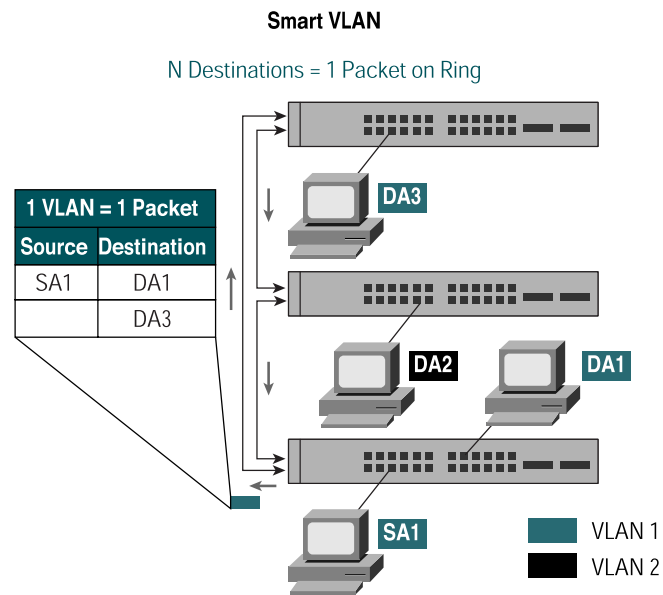 Smart VLAN
N Destinations = 1 Packet on Ring
DA3
1 VLAN = 1 Packet
Source Destination
SA1 DA1
DA3
DA2
DA1
SA1
VLAN 1
VLAN 2